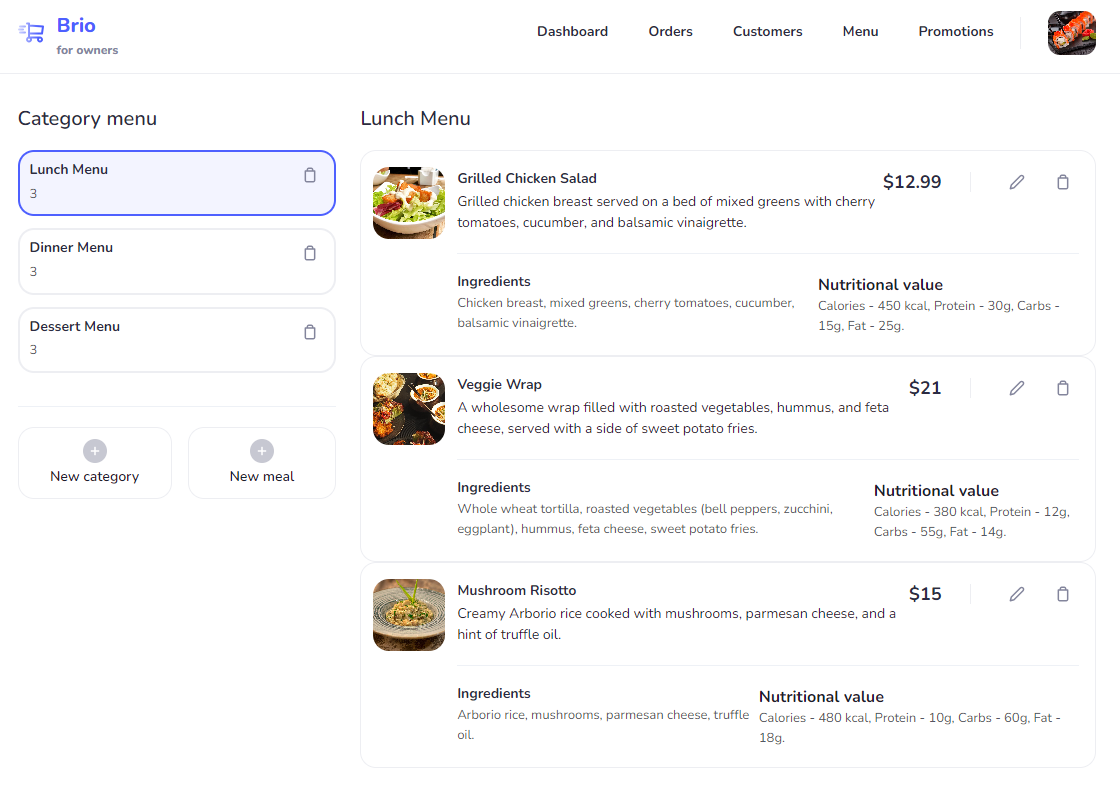 Brio
for owners
Dashboard
Orders
Customers
Menu
Promotions
Category menu
Lunch Menu
3
Dinner Menu
3
Dessert Menu
3
New category
New meal
Lunch Menu
Grilled Chicken Salad
$12.99
Grilled chicken breast served on a bed of mixed greens with cherry
tomatoes, cucumber, and balsamic vinaigrette.
Ingredients
Chicken breast, mixed greens, cherry tomatoes, cucumber,
balsamic vinaigrette.
Nutritional value
Calories - 450 kcal, Protein - 30g, Carbs -
15g, Fat - 25g.
Veggie Wrap
$21
A wholesome wrap filled with roasted vegetables, hummus, and feta
cheese, served with a side of sweet potato fries.
Ingredients
Whole wheat tortilla, roasted vegetables (bell peppers, zucchini,
eggplant), hummus, feta cheese, sweet potato fries.
Nutritional value
Calories - 380 kcal, Protein - 12g,
Carbs - 55g, Fat - 14g.
Mushroom Risotto
$15
Creamy Arborio rice cooked with mushrooms, parmesan cheese, and a
hint of truffle oil.
Ingredients
Arborio rice, mushrooms, parmesan cheese, truffle
oil.
Nutritional value
Calories - 480 kcal, Protein - 10g, Carbs - 60g, Fat -
18g.